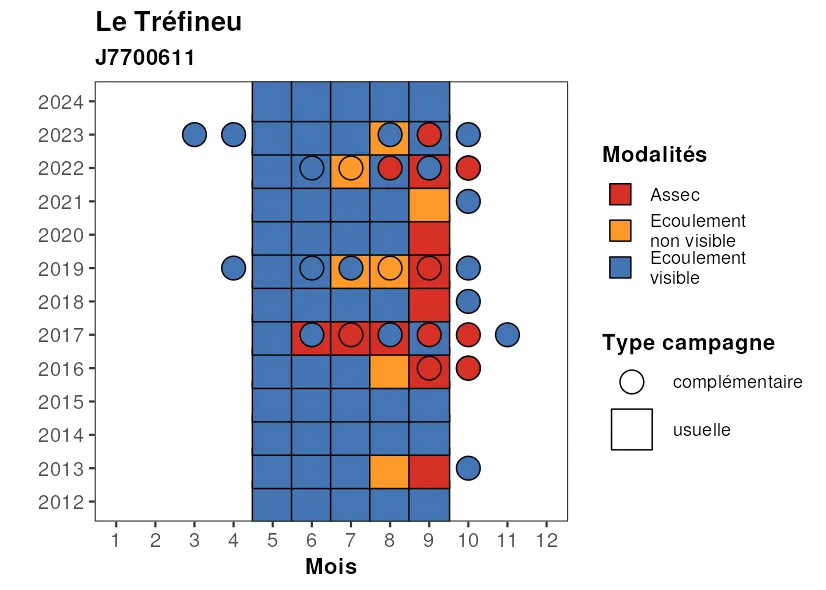 Le Tréfineu
J7700611
2024
2023
2022
2021
2020
2019
2018
2017
2016
2015
2014
2013
2012
1 2 3 4 5 6 7 8 9 10 11 12
Mois
Modalités
Assec
Ecoulement
non visible
Ecoulement
visible
Type campagne
complémentaire
usuelle